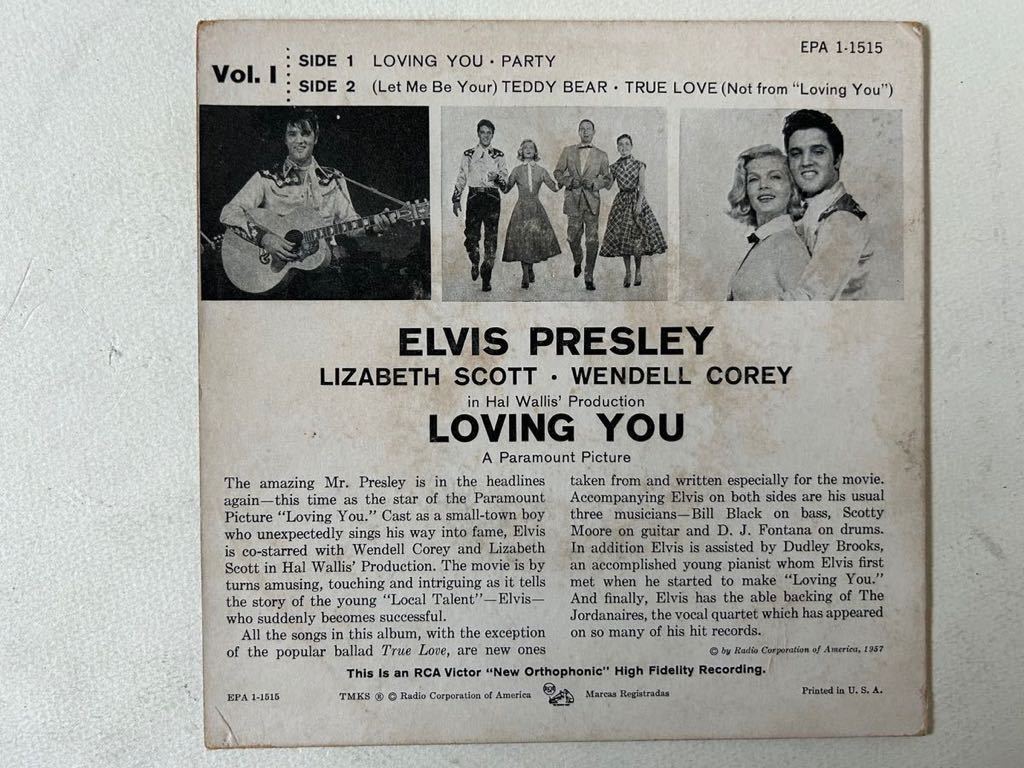 Vol. I
SIDE 1 LOVING YOU • PARTY
SIDE 2 (Let Me Be Your) TEDDY BEAR • TRUE LOVE (Not from "Loving You")
EPA 1-1515
ELVIS PRESLEY
LIZABETH SCOTT • WENDELL COREY
in Hal Wallis' Production
LOVING YOU
A Paramount Picture
The amazing Mr. Presley is in the headlines
again—this time as the star of the Paramount
Picture "Loving You." Cast as a small-town boy
who unexpectedly sings his way into fame, Elvis
is co-starred with Wendell Corey and Lizabeth
Scott in Hal Wallis' Production. The movie is by
turns amusing, touching and intriguing as it tells
the story of the young "Local Talent"—Elvis—
who suddenly becomes successful.
All the songs in this album, with the exception
of the popular ballad True Love, are new ones
taken from and written especially for the movie.
Accompanying Elvis on both sides are his usual
three musicians—Bill Black on bass, Scotty
Moore on guitar and D. J. Fontana on drums.
In addition Elvis is assisted by Dudley Brooks,
an accomplished young pianist whom Elvis first
met when he started to make "Loving You."
And finally, Elvis has the able backing of The
Jordanaires, the vocal quartet which has appeared
on so many of his hit records.
© by Radio Corporation of America, 1957
This Is an RCA Victor "New Orthophonic" High Fidelity Recording.
EPA 1-1515
TMKS ® © Radio Corporation of America
RCA
Marcas Registradas
Printed in U. S. A.